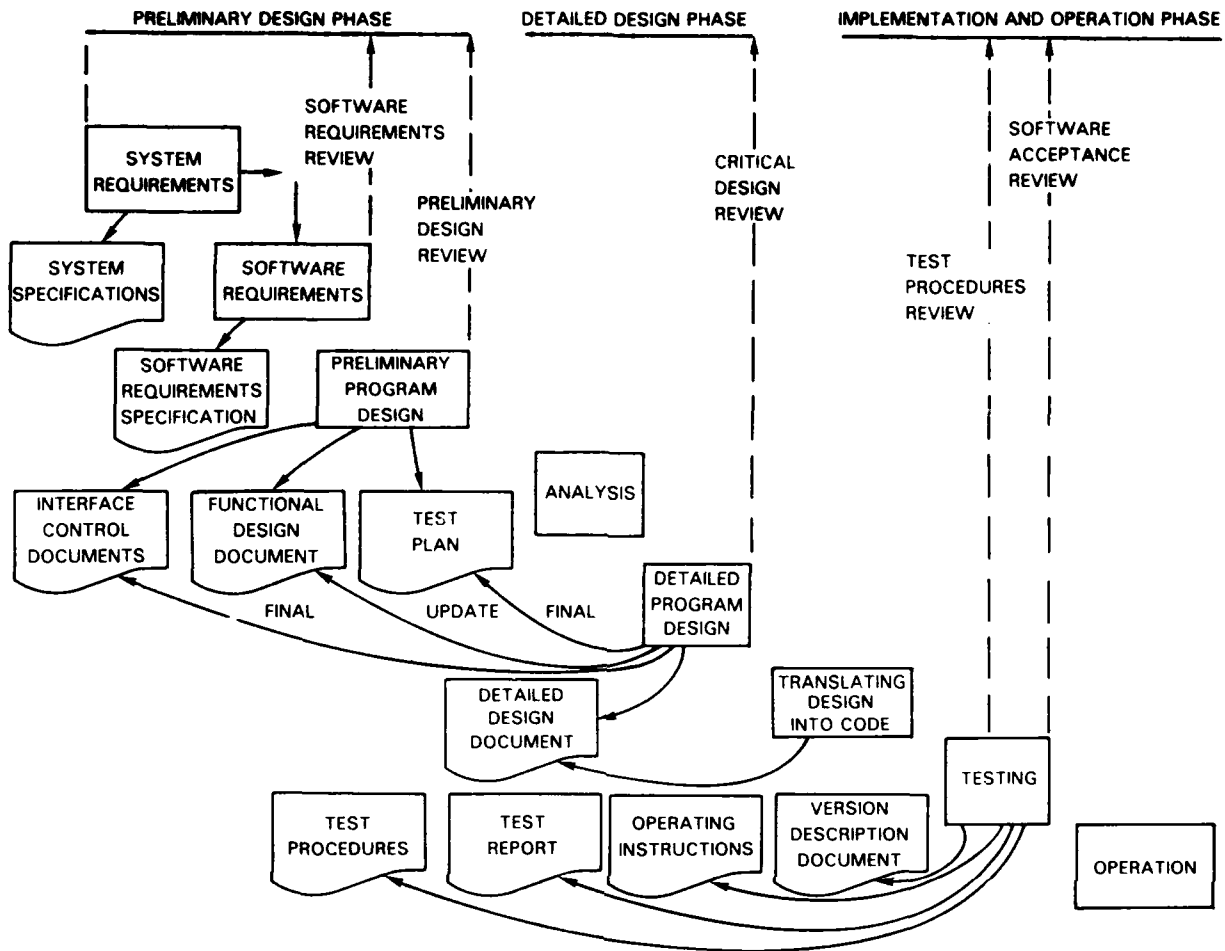 PRELIMINARY DESIGN PHASE
DETAILED DESIGN PHASE
IMPLEMENTATION AND OPERATION PHASE
SOFTWARE
REQUIREMENTS
REVIEW
SYSTEM
REQUIREMENTS
PRELIMINARY
DESIGN
REVIEW
CRITICAL
DESIGN
REVIEW
SOFTWARE
ACCEPTANCE
REVIEW
TEST
PROCEDURES
REVIEW
SYSTEM
SPECIFICATIONS
SOFTWARE
REQUIREMENTS
SOFTWARE
REQUIREMENTS
SPECIFICATION
PRELIMINARY
PROGRAM
DESIGN
ANALYSIS
INTERFACE
CONTROL
DOCUMENTS
FUNCTIONAL
DESIGN
DOCUMENT
TEST
PLAN
DETAILED
PROGRAM
DESIGN
FINAL
UPDATE
FINAL
DETAILED
DESIGN
DOCUMENT
TRANSLATING
DESIGN
INTO CODE
TESTING
TEST
PROCEDURES
TEST
REPORT
OPERATING
INSTRUCTIONS
VERSION
DESCRIPTION
DOCUMENT
OPERATION